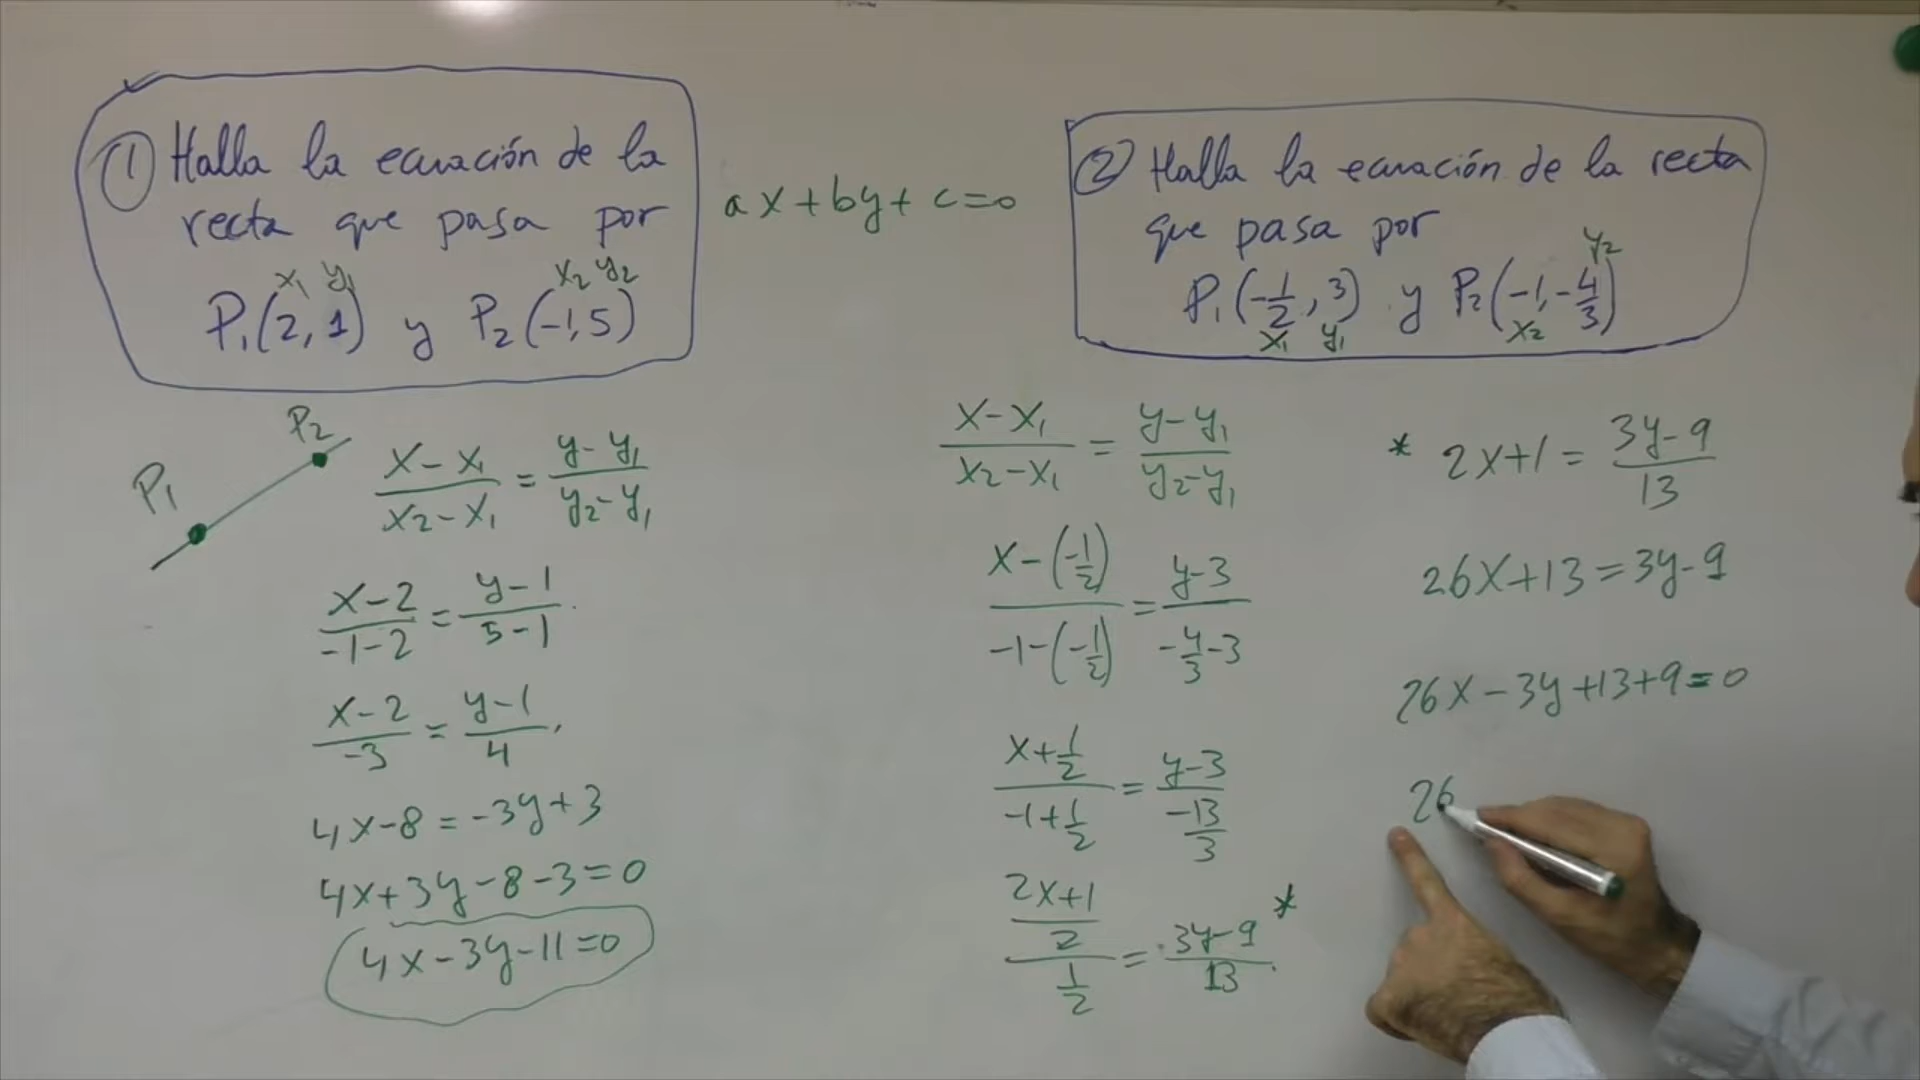 ① Halla la ecuación de la
recta que pasa por
x₁ y₁ x₂ y₂
P₁(2, 1) y P₂(-1, 5)
ax+by+c=0
P₁
P₂
(x-x₁)/(x₂-x₁) = (y-y₁)/(y₂-y₁)
(x-2)/(-1-2) = (y-1)/(5-1)
(x-2)/(-3) = (y-1)/4
4x-8=-3y+3
4x+3y-8-3=0
4x-3y-11=0
② Halla la ecuación de la recta
que pasa por
y₂
P₁(-1/2, 3) y P₂(-1, -4/3)
x₁ y₁ x₂
(x-x₁)/(x₂-x₁) = (y-y₁)/(y₂-y₁)
(x-(-1/2))/(-1-(-1/2)) = (y-3)/(-4/3-3)
(x+1/2)/(-1+1/2) = (y-3)/(-13/3)
((2x+1)/2)/(1/2) = (3y-9)/13 *
* 2x+1 = (3y-9)/13
26x+13=3y-9
26x-3y+13+9=0
26